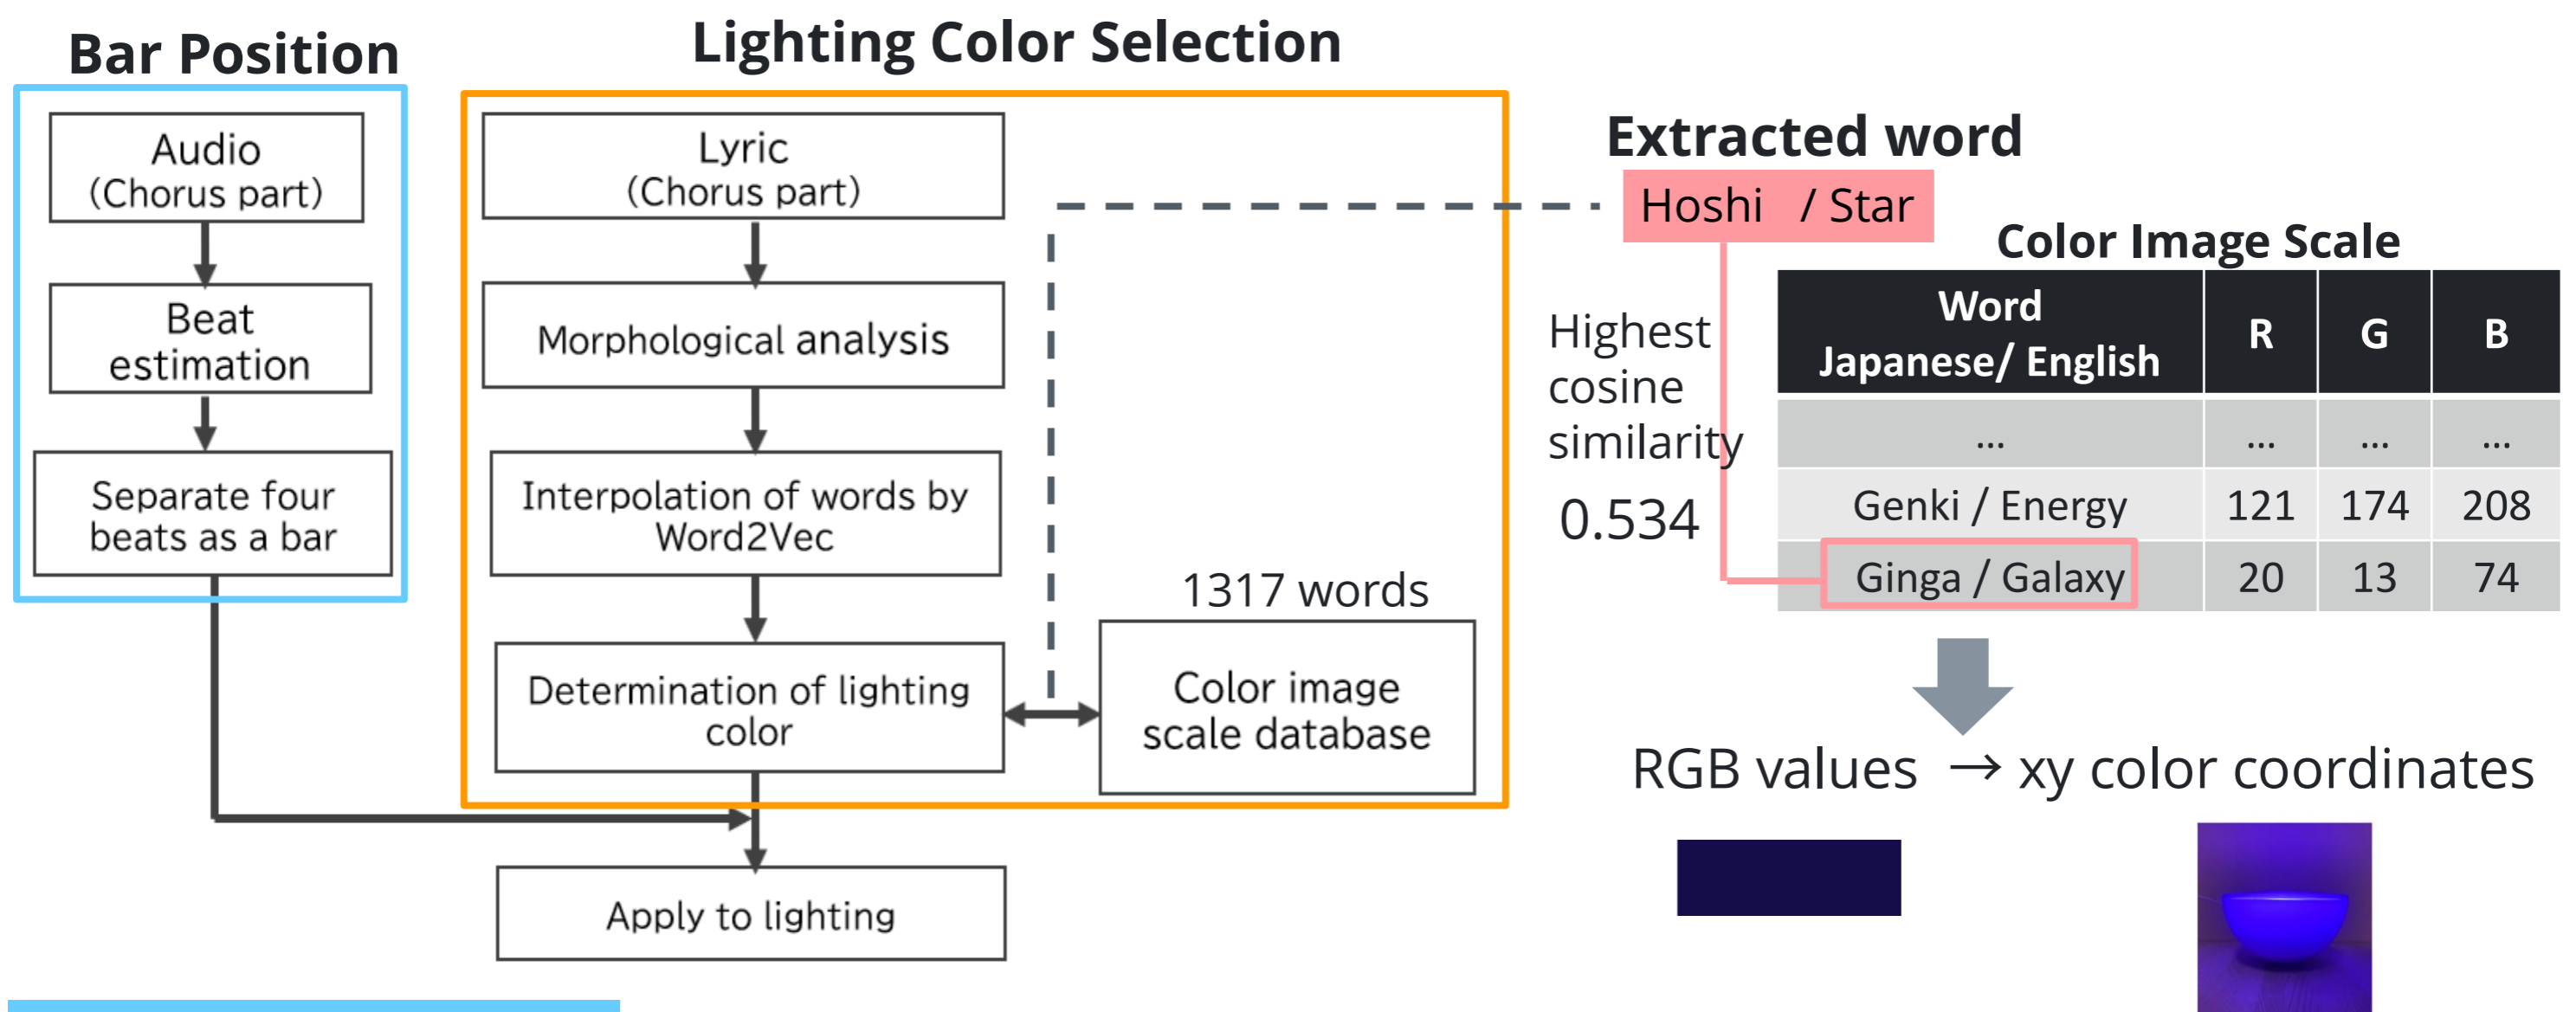 Bar Position
Audio
(Chorus part)
Beat
estimation
Separate four
beats as a bar
Lighting Color Selection
Lyric
(Chorus part)
Morphological analysis
Interpolation of words by
Word2Vec
Determination of lighting
color
1317 words
Color image
scale database
Apply to lighting
Extracted word
Hoshi / Star
Highest
cosine
similarity
0.534
Color Image Scale
Word
Japanese/ English
R G B
... ... ... ...
Genki / Energy 121 174 208
Ginga / Galaxy 20 13 74
RGB values → xy color coordinates